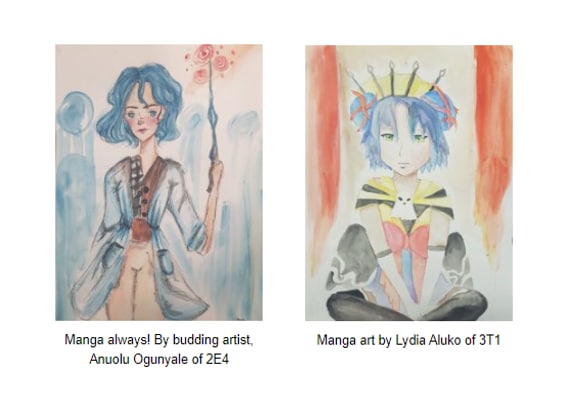 Manga always! By budding artist,
Anuolu Ogunyale of 2E4
Manga art by Lydia Aluko of 3T1